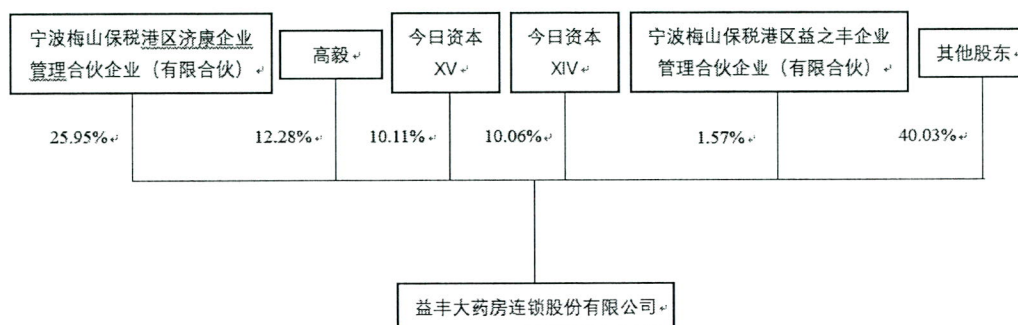 宁波梅山保税港区济康企业
管理合伙企业（有限合伙）
高毅
今日资本
XV
今日资本
XIV
宁波梅山保税港区益之丰企业
管理合伙企业（有限合伙）
其他股东
25.95%
12.28%
10.11%
10.06%
1.57%
40.03%
益丰大药房连锁股份有限公司